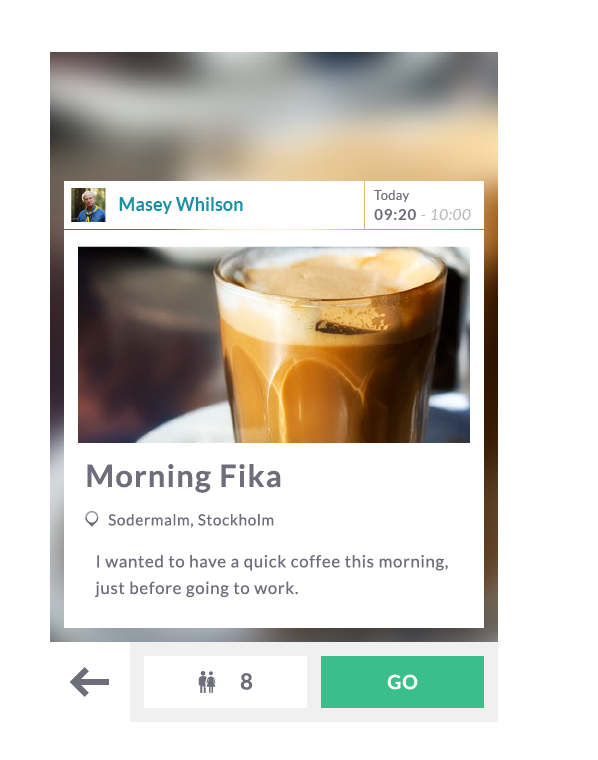 Masey Whilson
Today
09:20 - 10:00
Morning Fika
Sodermalm, Stockholm
I wanted to have a quick coffee this morning,
just before going to work.
8
GO